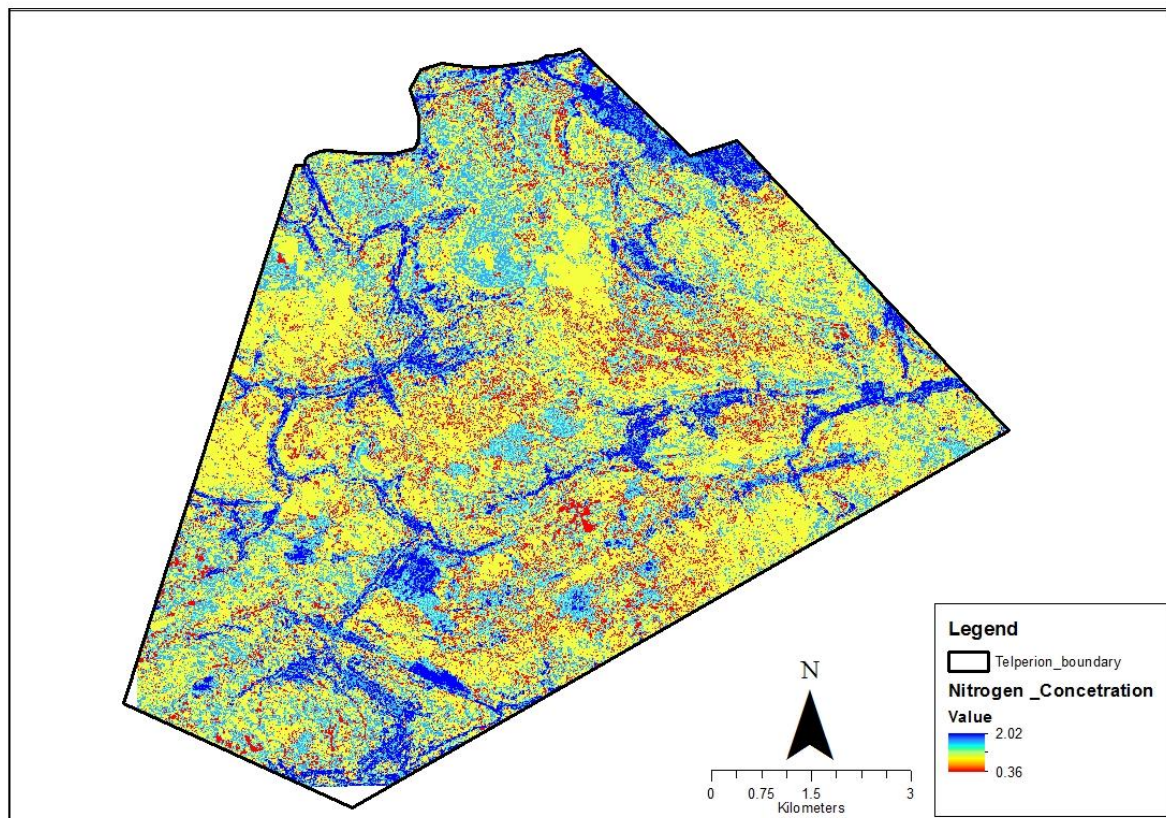 N
0 0.75 1.5 3
Kilometers
Legend
Telperion_boundary
Nitrogen _Concetration
Value
2.02
0.36